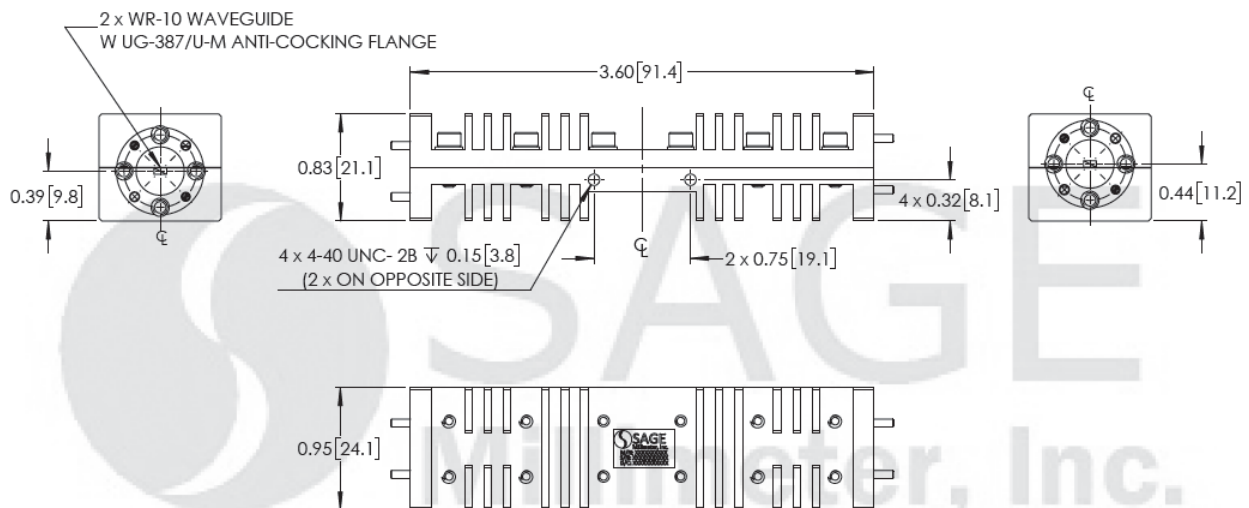 2 x WR-10 WAVEGUIDE
W UG-387/U-M ANTI-COCKING FLANGE
3.60[91.4]
0.83[21.1]
0.39[9.8]
4 x 0.32[8.1]
0.44[11.2]
4 x 4-40 UNC- 2B ↧ 0.15[3.8]
(2 x ON OPPOSITE SIDE)
2 x 0.75[19.1]
SAGE
Millimeter, Inc.
0.95[24.1]
SAGE
Millimeter, Inc.